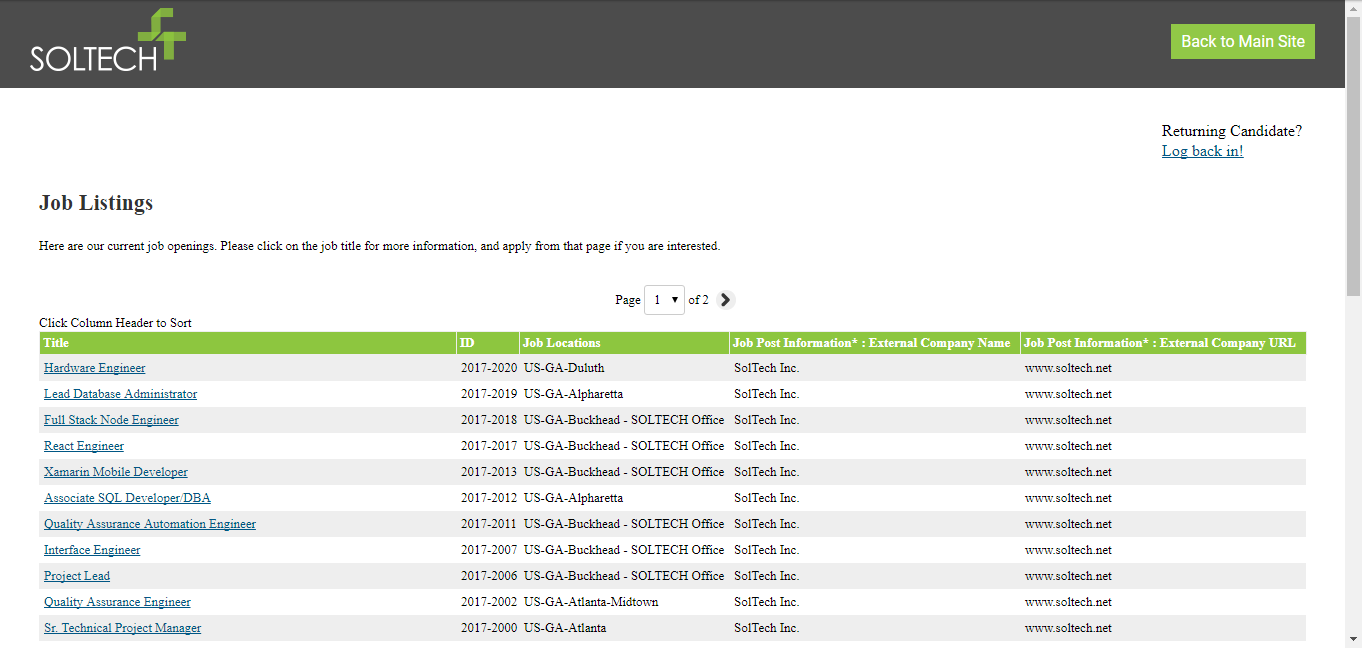 SOLTECH
Back to Main Site
Returning Candidate?
Log back in!
Job Listings
Here are our current job openings. Please click on the job title for more information, and apply from that page if you are interested.
Page 1 of 2
Click Column Header to Sort
Title ID Job Locations Job Post Information* : External Company Name Job Post Information* : External Company URL
Hardware Engineer 2017-2020 US-GA-Duluth SolTech Inc. www.soltech.net
Lead Database Administrator 2017-2019 US-GA-Alpharetta SolTech Inc. www.soltech.net
Full Stack Node Engineer 2017-2018 US-GA-Buckhead - SOLTECH Office SolTech Inc. www.soltech.net
React Engineer 2017-2017 US-GA-Buckhead - SOLTECH Office SolTech Inc. www.soltech.net
Xamarin Mobile Developer 2017-2013 US-GA-Buckhead - SOLTECH Office SolTech Inc. www.soltech.net
Associate SQL Developer/DBA 2017-2012 US-GA-Alpharetta SolTech Inc. www.soltech.net
Quality Assurance Automation Engineer 2017-2011 US-GA-Buckhead - SOLTECH Office SolTech Inc. www.soltech.net
Interface Engineer 2017-2007 US-GA-Buckhead - SOLTECH Office SolTech Inc. www.soltech.net
Project Lead 2017-2006 US-GA-Buckhead - SOLTECH Office SolTech Inc. www.soltech.net
Quality Assurance Engineer 2017-2002 US-GA-Atlanta-Midtown SolTech Inc. www.soltech.net
Sr. Technical Project Manager 2017-2000 US-GA-Atlanta SolTech Inc. www.soltech.net